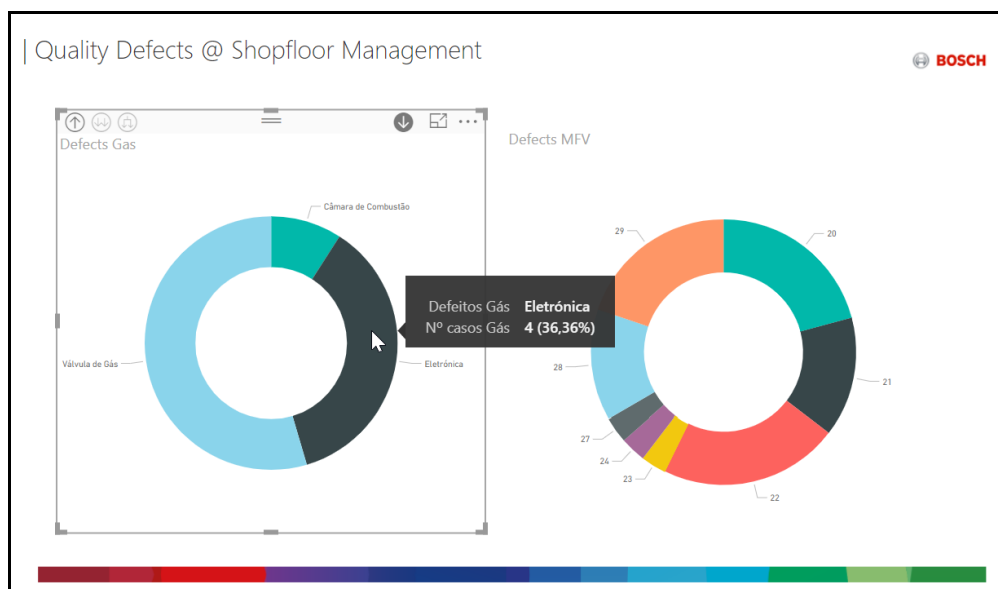 Quality Defects @ Shopfloor Management
BOSCH
Defects Gas
Defects MFV
Câmara de Combustão
Válvula de Gás
Eletrónica
Defeitos Gás Eletrónica
Nº casos Gás 4 (36,36%)
29
20
28
21
27
24
23
22